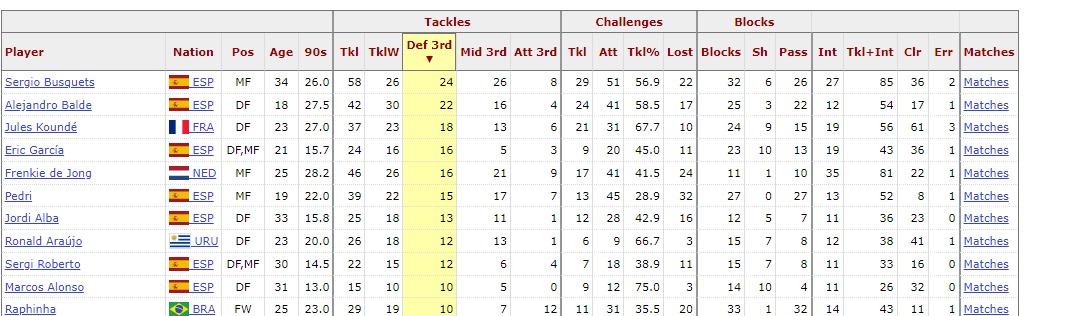 Tackles Challenges Blocks
Player Nation Pos Age 90s Tkl TklW Def 3rd ▼ Mid 3rd Att 3rd Tkl Att Tkl% Lost Blocks Sh Pass Int Tkl+Int Clr Err Matches
Sergio Busquets ESP MF 34 26.0 58 26 24 26 8 29 51 56.9 22 32 6 26 27 85 36 2 Matches
Alejandro Balde ESP DF 18 27.5 42 30 22 16 4 24 41 58.5 17 25 3 22 12 54 17 1 Matches
Jules Koundé FRA DF 23 27.0 37 23 18 13 6 21 31 67.7 10 24 9 15 19 56 61 3 Matches
Eric García ESP DF,MF 21 15.7 24 16 16 5 3 9 20 45.0 11 23 10 13 19 43 36 1 Matches
Frenkie de Jong NED MF 25 28.2 46 26 16 21 9 17 41 41.5 24 11 1 10 35 81 22 1 Matches
Pedri ESP MF 19 22.0 39 22 15 17 7 13 45 28.9 32 27 0 27 13 52 8 1 Matches
Jordi Alba ESP DF 33 15.8 25 18 13 11 1 12 28 42.9 16 12 5 7 11 36 23 0 Matches
Ronald Araújo URU DF 23 20.0 26 18 12 13 1 6 9 66.7 3 15 7 8 12 38 41 1 Matches
Sergi Roberto ESP DF,MF 30 14.5 22 15 12 6 4 7 18 38.9 11 15 7 8 11 33 16 0 Matches
Marcos Alonso ESP DF 31 13.0 15 10 10 5 0 9 12 75.0 3 14 10 4 11 26 32 0 Matches
Raphinha BRA FW 25 23.0 29 19 10 7 12 11 31 35.5 20 33 1 32 14 43 11 1 Matches